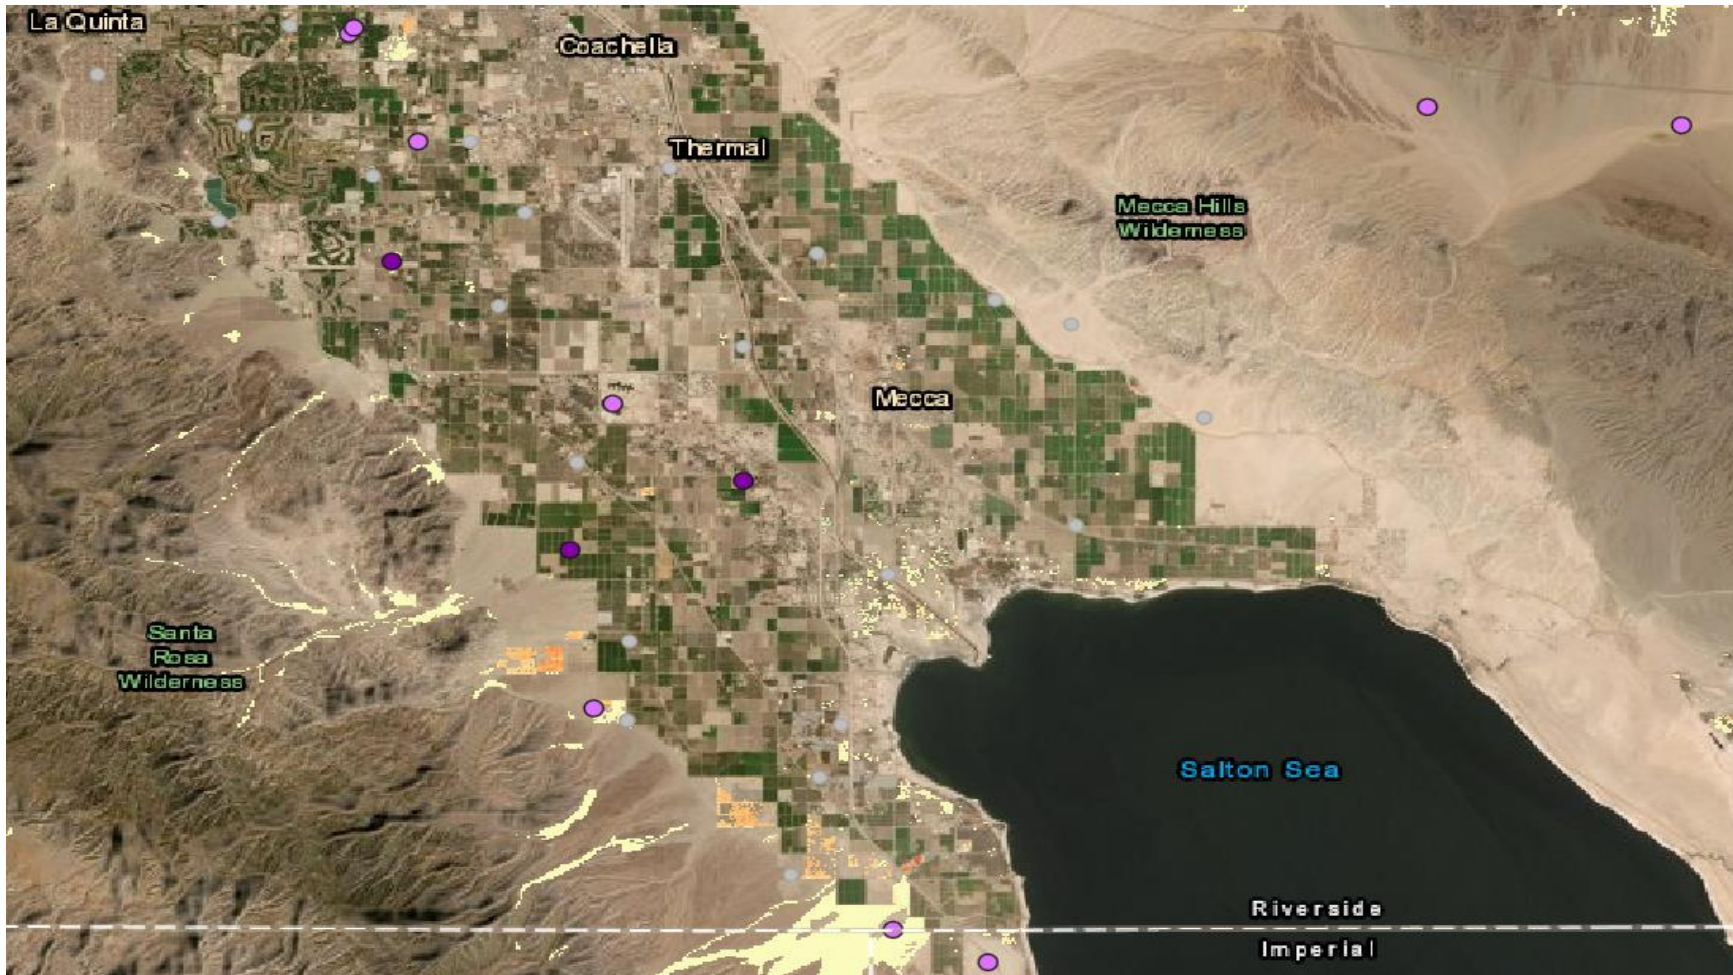 La Quinta
Coachella
Thermal
Mecca Hills
Wilderness
Mecca
Santa
Rosa
Wilderness
Salton Sea
Riverside
Imperial